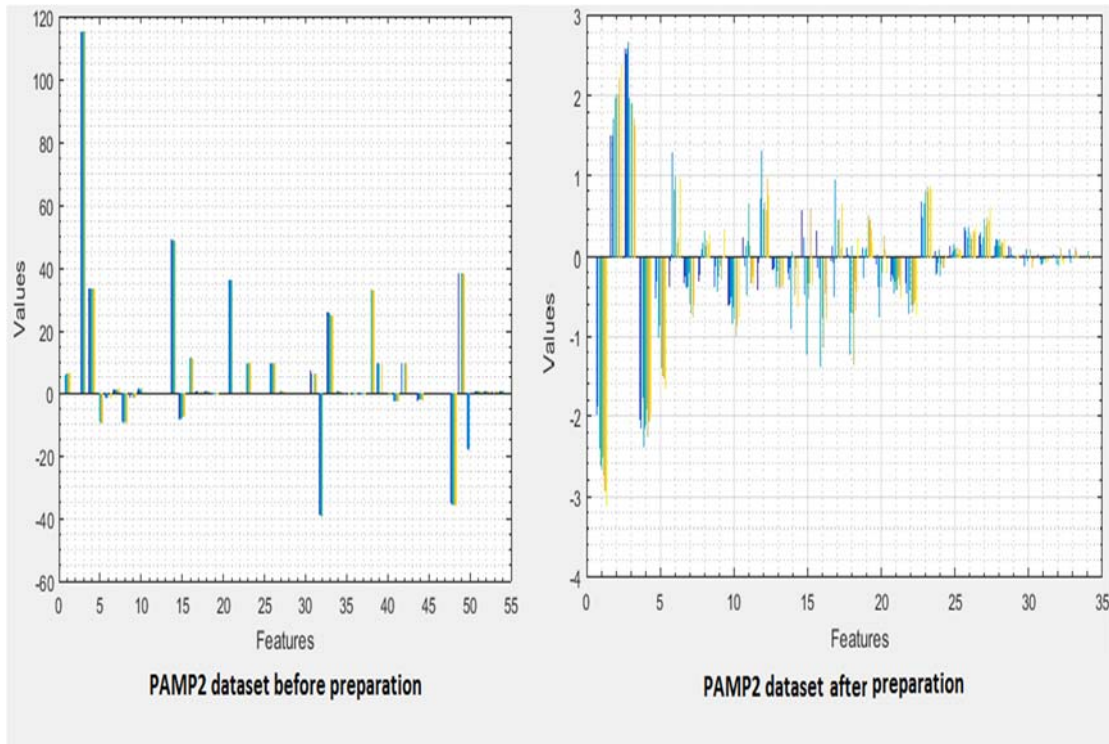 120
100
80
60
40
20
0
-20
-40
-60
Values
0 5 10 15 20 25 30 35 40 45 50 55
Features
PAMP2 dataset before preparation
3
2
1
0
-1
-2
-3
-4
Values
0 5 10 15 20 25 30 35
Features
PAMP2 dataset after preparation